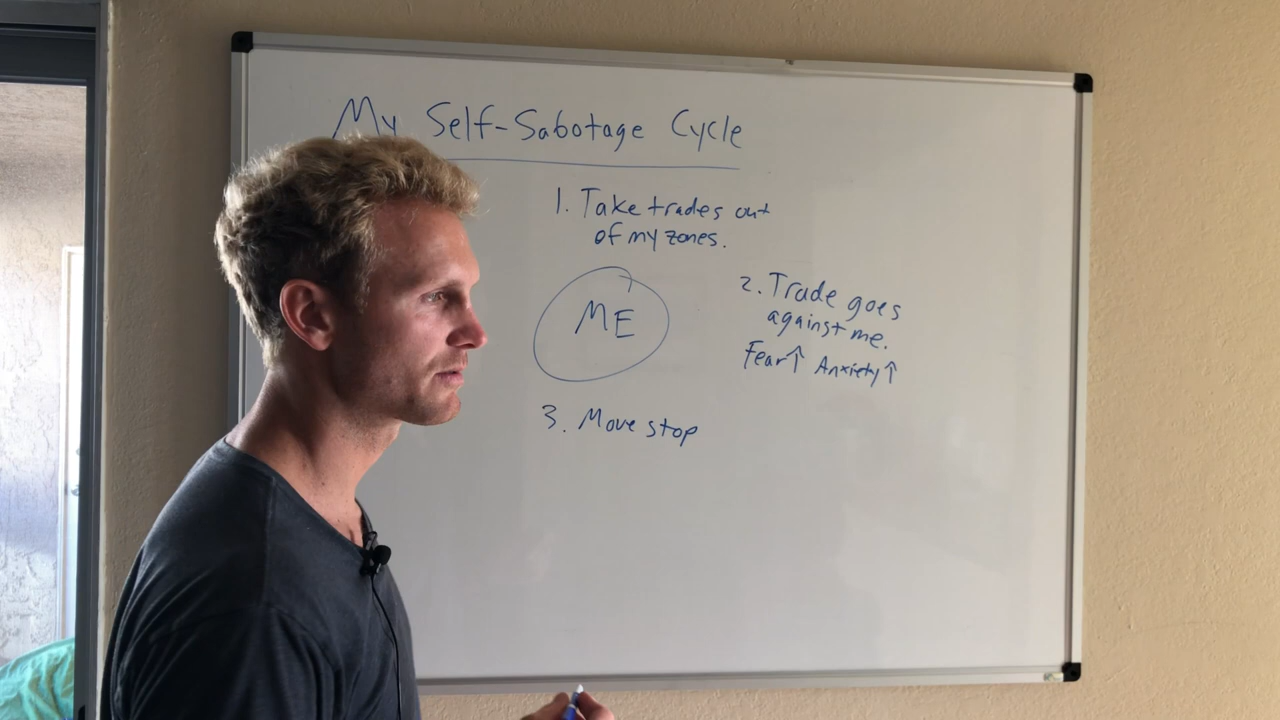 My Self-Sabotage Cycle
1. Take trades out
of my zones.
ME
2. Trade goes
against me.
Fear↑ Anxiety↑
3. Move stop